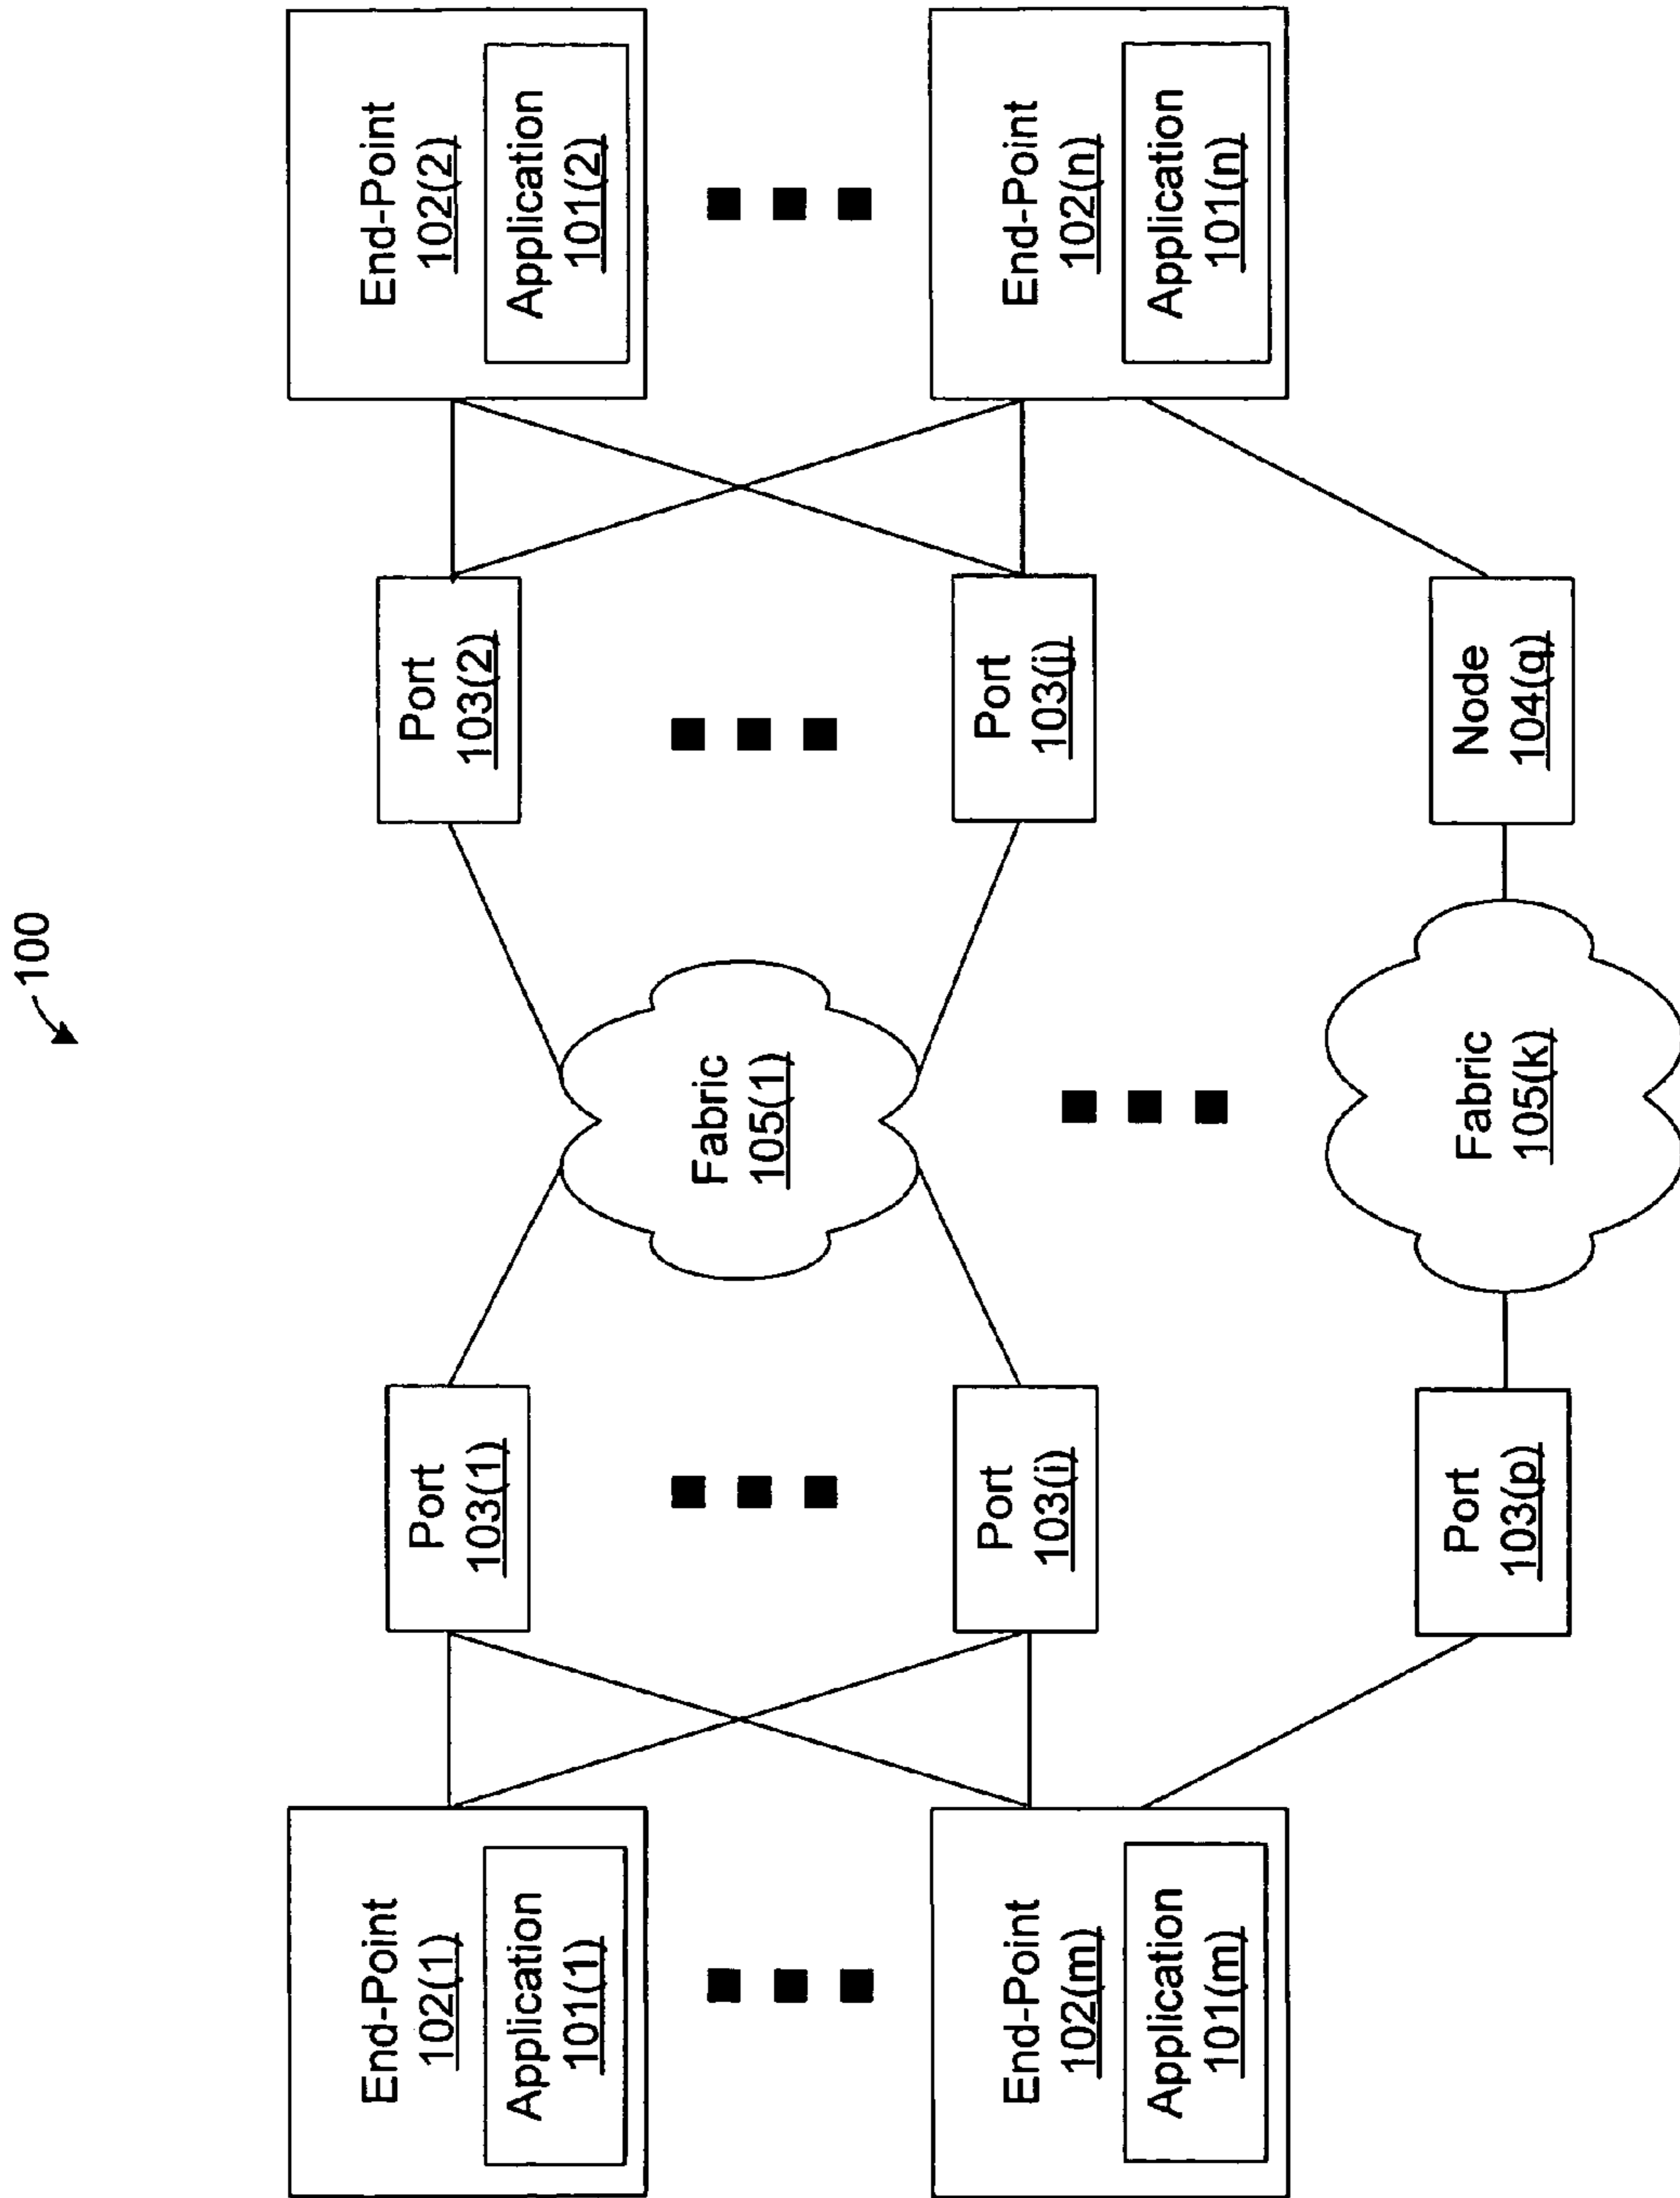 100
End-Point
102(1)
Application
101(1)
End-Point
102(m)
Application
101(m)
Port
103(1)
Port
103(i)
Port
103(p)
Fabric
105(1)
Fabric
105(k)
Port
103(2)
Port
103(j)
Node
104(q)
End-Point
102(2)
Application
101(2)
End-Point
102(n)
Application
101(n)